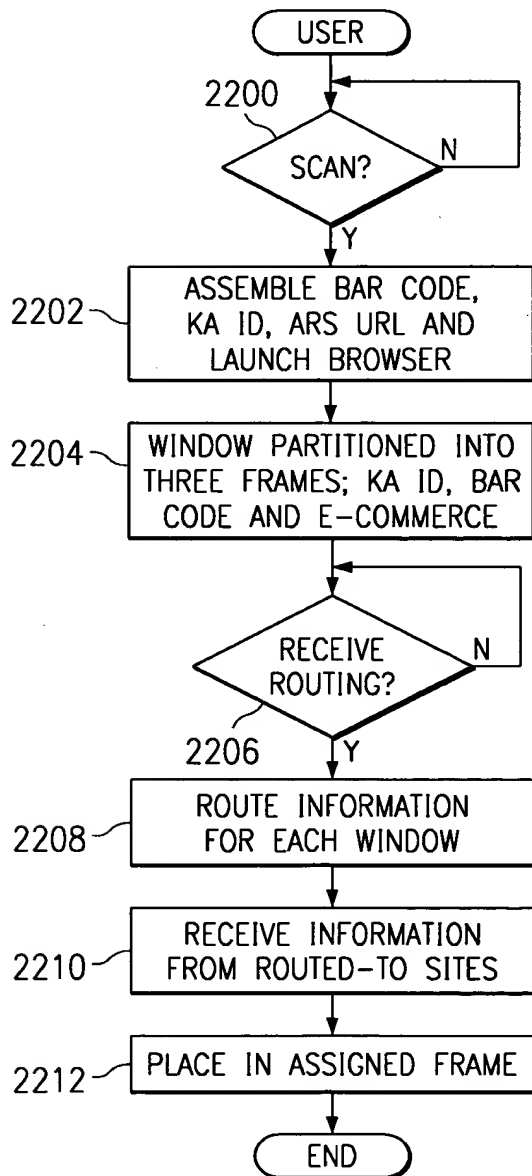 USER
2200
SCAN?
N
Y
2202
ASSEMBLE BAR CODE,
KA ID, ARS URL AND
LAUNCH BROWSER
2204
WINDOW PARTITIONED INTO
THREE FRAMES; KA ID, BAR
CODE AND E-COMMERCE
RECEIVE
ROUTING?
N
2206
Y
2208
ROUTE INFORMATION
FOR EACH WINDOW
2210
RECEIVE INFORMATION
FROM ROUTED-TO SITES
2212
PLACE IN ASSIGNED FRAME
END